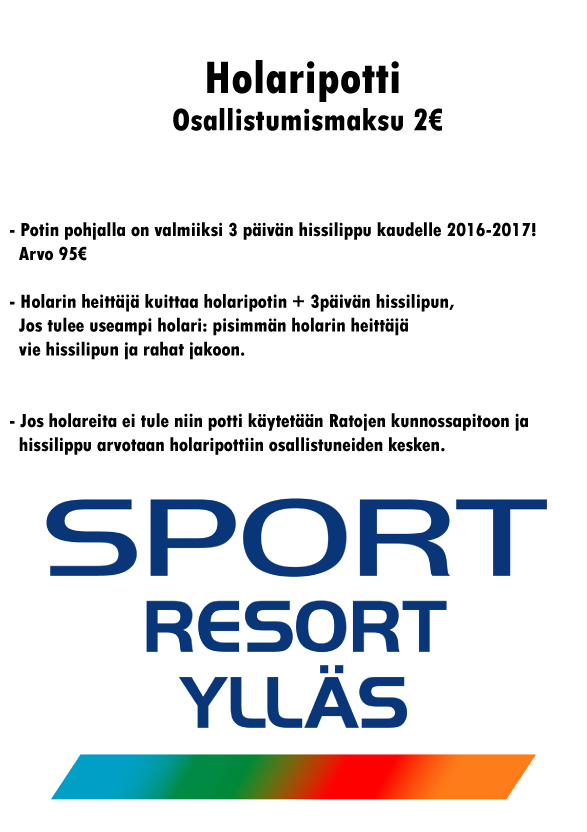 Holaripotti
Osallistumismaksu 2€
- Potin pohjalla on valmiiksi 3 päivän hissilippu kaudelle 2016-2017!
Arvo 95€
- Holarin heittäjä kuittaa holaripotin + 3päivän hissilipun,
Jos tulee useampi holari: pisimmän holarin heittäjä
vie hissilipun ja rahat jakoon.
- Jos holareita ei tule niin potti käytetään Ratojen kunnossapitoon ja
hissilippu arvotaan holaripottiin osallistuneiden kesken.
SPORT
RESORT
YLLÄS